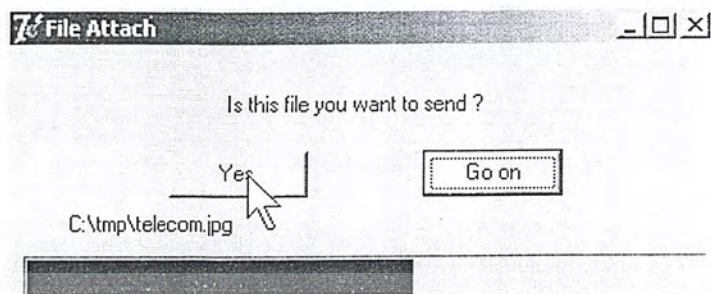 File Attach
Is this file you want to send ?
Yes
Go on
C:\tmp\telecom.jpg